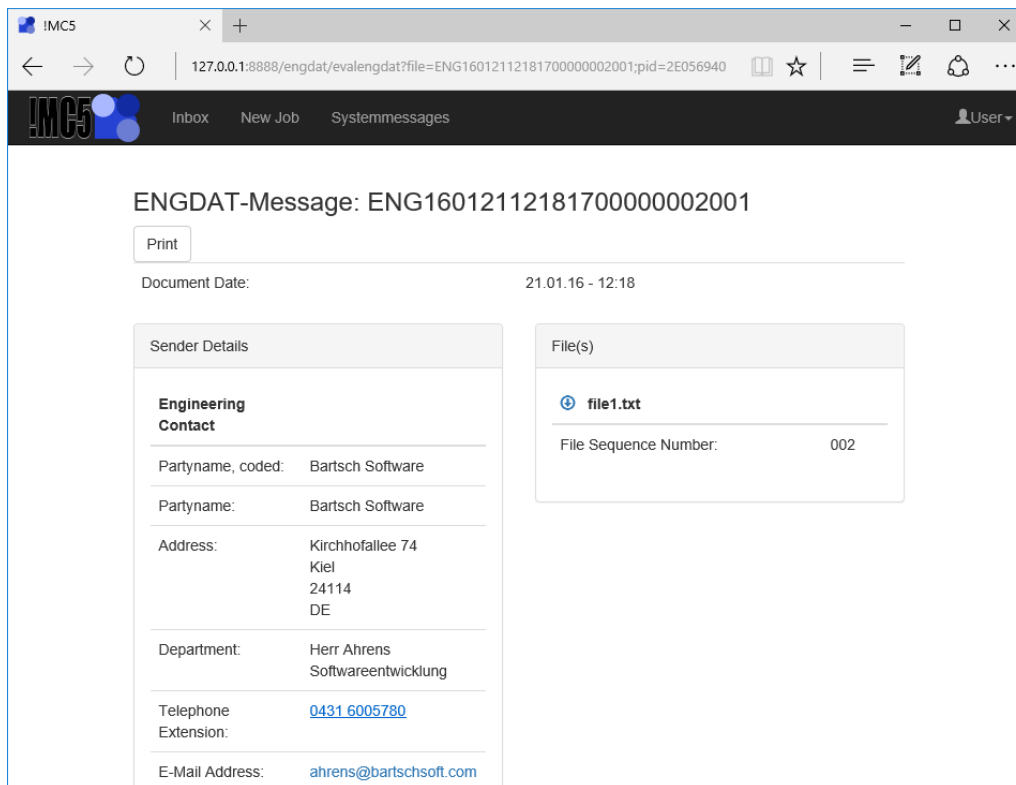 !MC5
127.0.0.1:8888/engdat/evalengdat?file=ENG16012112181700000002001;pid=2E056940
!MC5
Inbox
New Job
Systemmessages
User
ENGDAT-Message: ENG16012112181700000002001
Print
Document Date:
21.01.16 - 12:18
Sender Details
Engineering
Contact
Partyname, coded:
Bartsch Software
Partyname:
Bartsch Software
Address:
Kirchhofallee 74
Kiel
24114
DE
Department:
Herr Ahrens
Softwareentwicklung
Telephone
Extension:
0431 6005780
E-Mail Address:
ahrens@bartschsoft.com
File(s)
file1.txt
File Sequence Number:
002